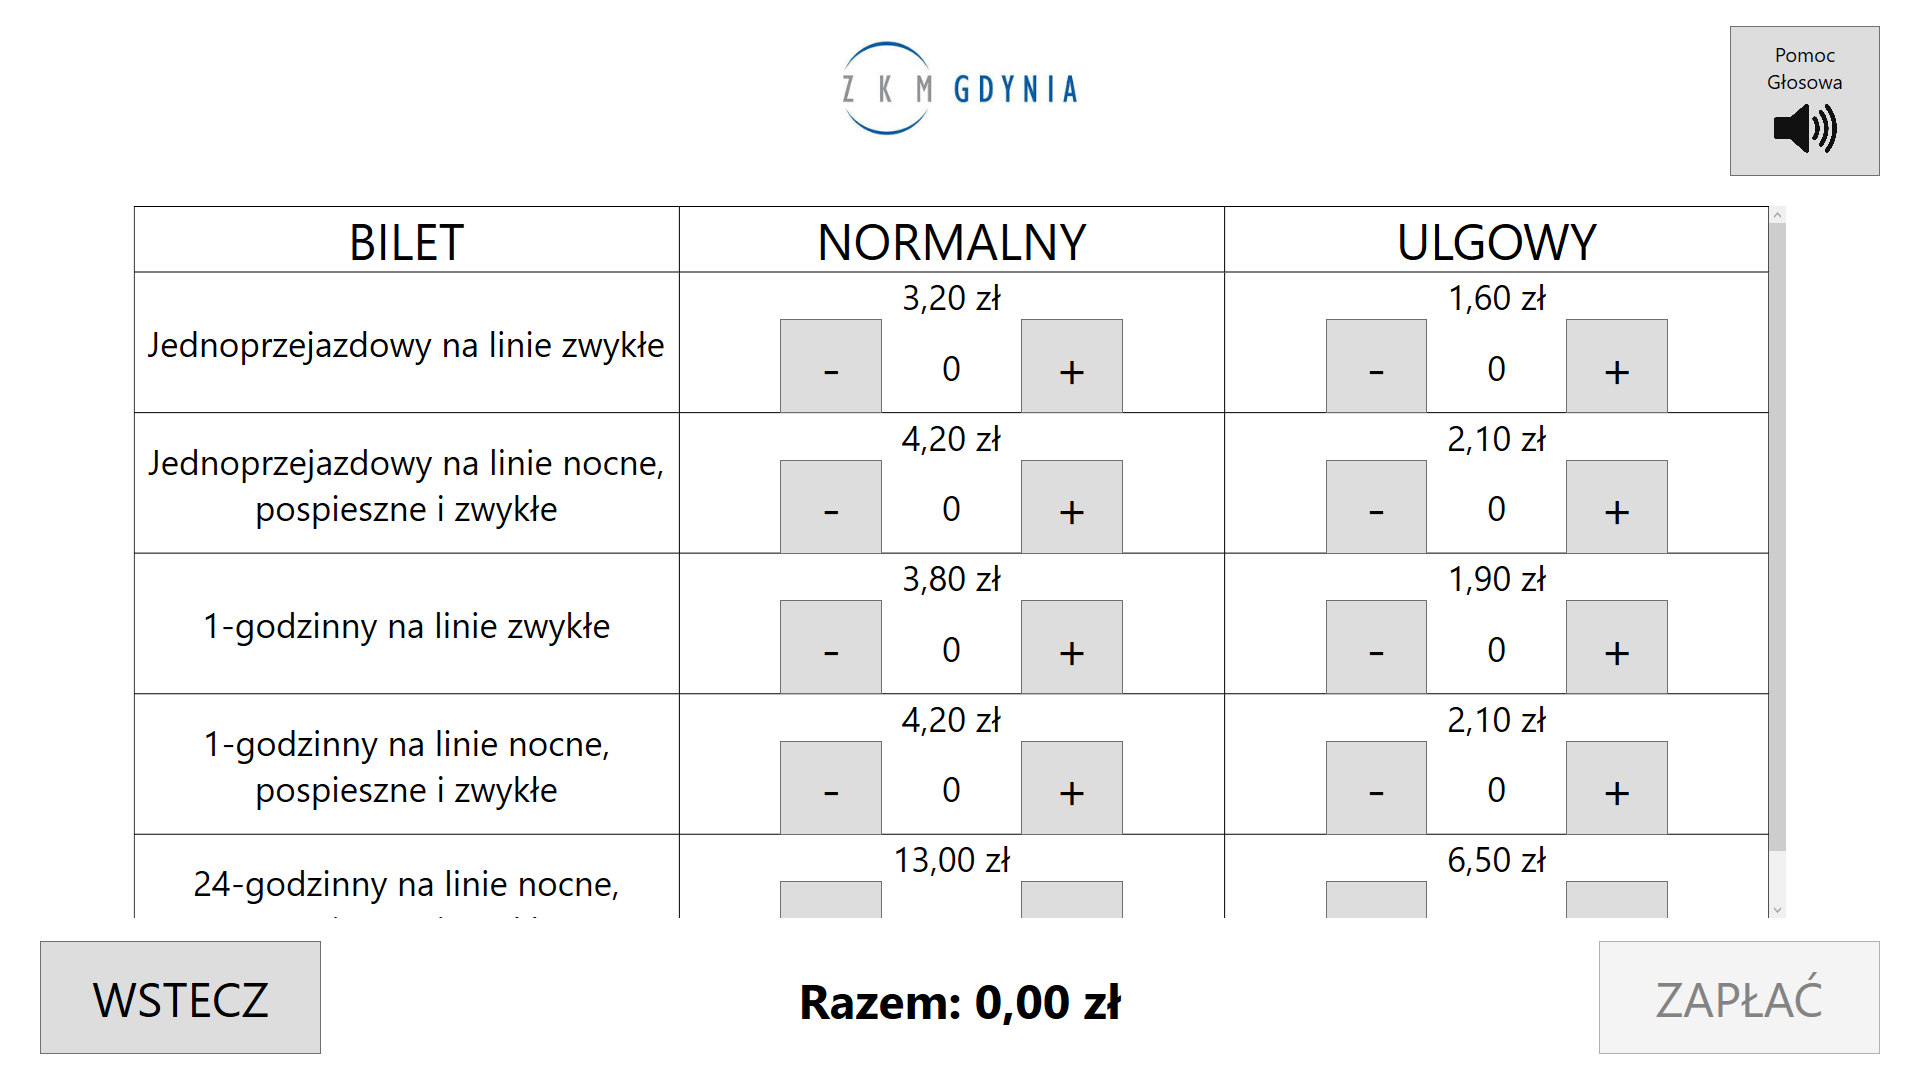 Z K M GDYNIA
Pomoc
Głosowa
BILET NORMALNY ULGOWY
3,20 zł 1,60 zł
Jednoprzejazdowy na linie zwykłe
- 0 + - 0 +
4,20 zł 2,10 zł
Jednoprzejazdowy na linie nocne,
pospieszne i zwykłe
- 0 + - 0 +
3,80 zł 1,90 zł
1-godzinny na linie zwykłe
- 0 + - 0 +
4,20 zł 2,10 zł
1-godzinny na linie nocne,
pospieszne i zwykłe
- 0 + - 0 +
13,00 zł 6,50 zł
24-godzinny na linie nocne,
WSTECZ
Razem: 0,00 zł
ZAPŁAĆ